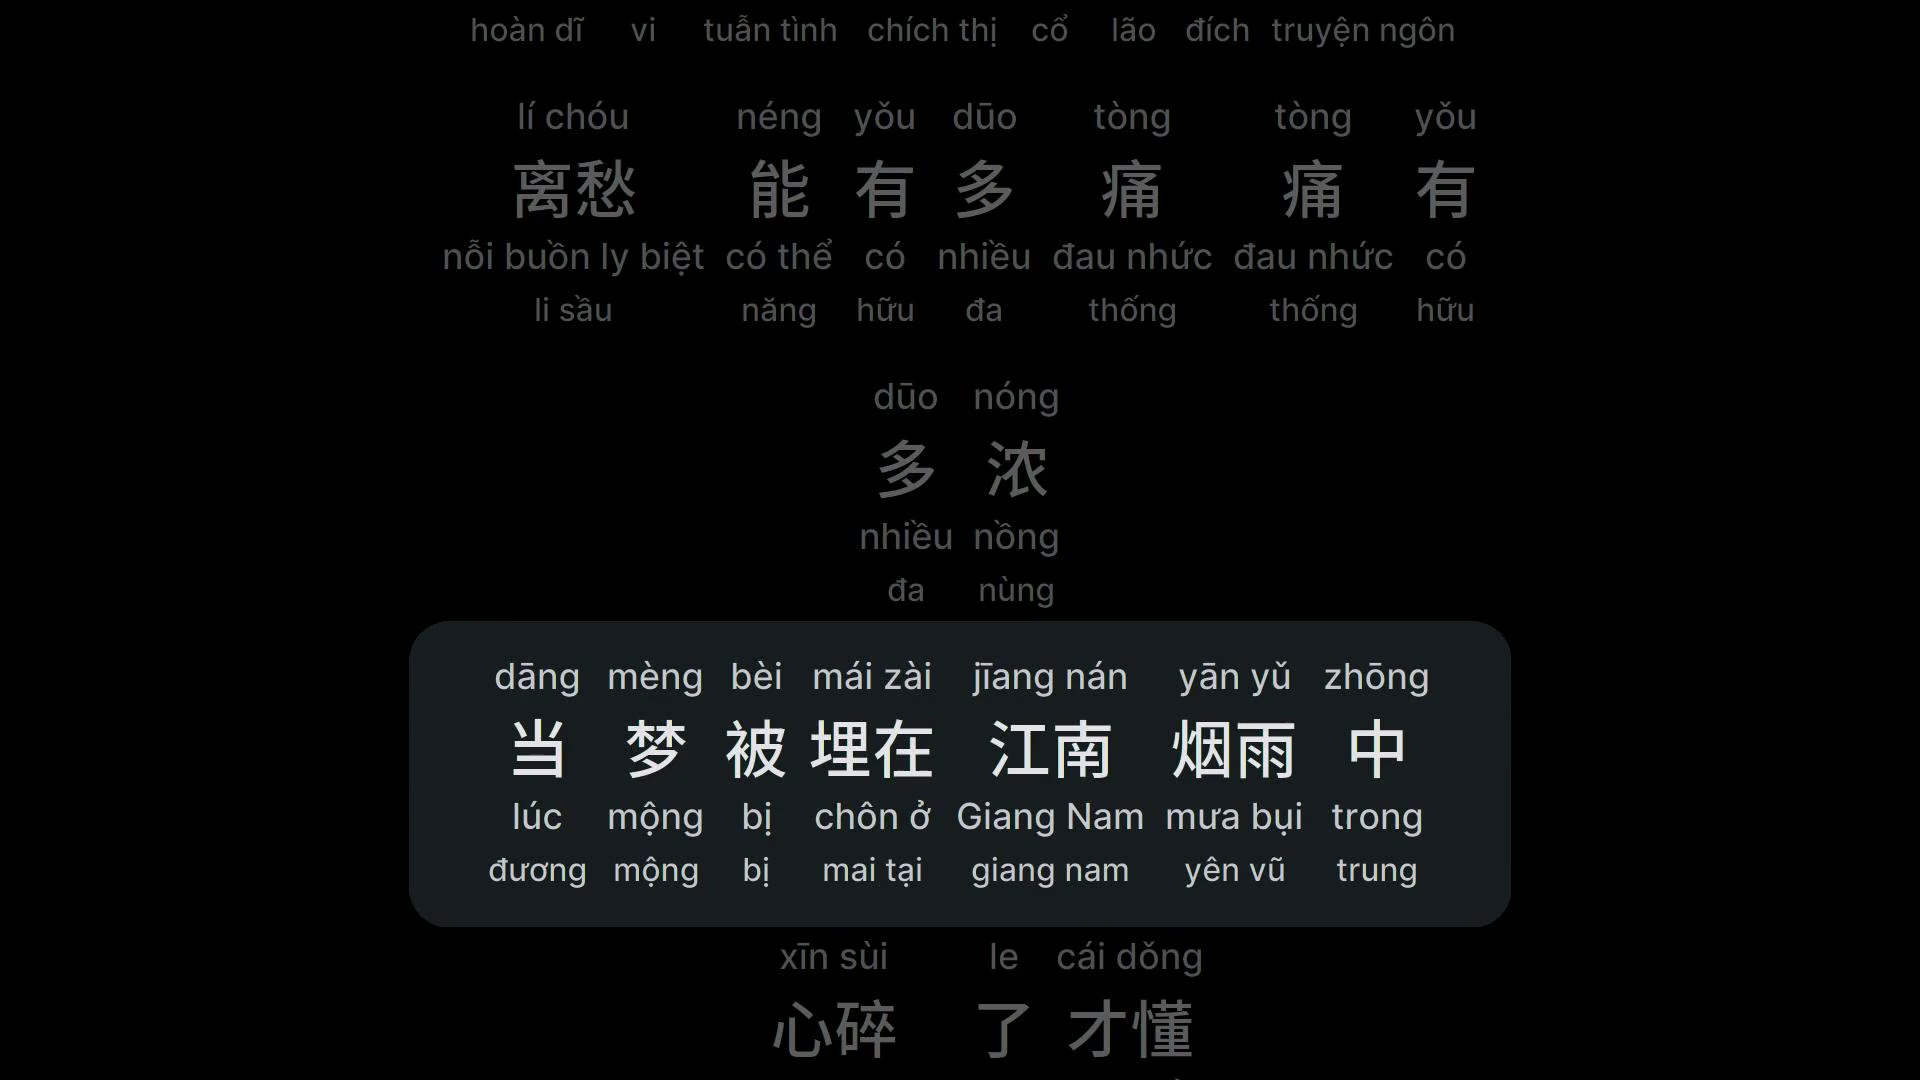 hoàn dĩ vi tuẫn tình chích thị cổ lão đích truyện ngôn
lí chóu néng yǒu dūo tòng tòng yǒu
离愁 能 有 多 痛 痛 有
nỗi buồn ly biệt có thể có nhiều đau nhức đau nhức có
li sầu năng hữu đa thống thống hữu
dūo nóng
多 浓
nhiều nồng
đa nùng
dāng mèng bèi mái zài jīang nán yān yǔ zhōng
当 梦 被 埋在 江南 烟雨 中
lúc mộng bị chôn ở Giang Nam mưa bụi trong
đương mộng bị mai tại giang nam yên vũ trung
xīn sùi le cái dǒng
心碎 了 才懂